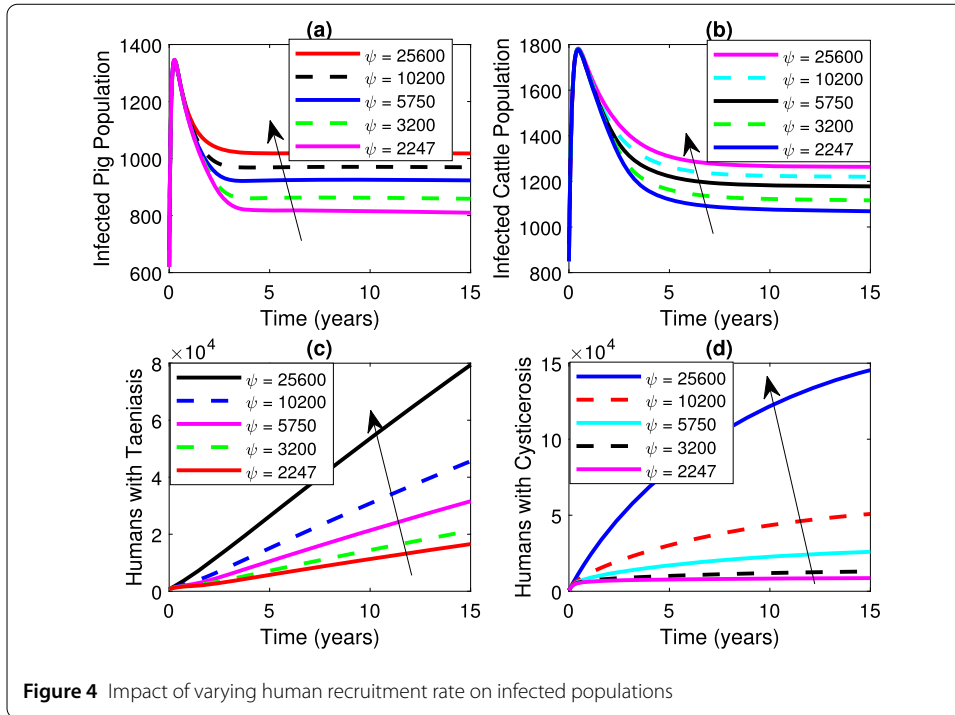 (a)
1400
1200
1000
800
600
Infected Pig Population
ψ = 25600
ψ = 10200
ψ = 5750
ψ = 3200
ψ = 2247
0 5 10 15
Time (years)
(b)
1800
1600
1400
1200
1000
800
Infected Cattle Population
ψ = 25600
ψ = 10200
ψ = 5750
ψ = 3200
ψ = 2247
0 5 10 15
Time (years)
(c)
×10⁴
8
6
4
2
0
Humans with Taeniasis
ψ = 25600
ψ = 10200
ψ = 5750
ψ = 3200
ψ = 2247
0 5 10 15
Time (years)
(d)
×10⁴
15
10
5
0
Humans with Cysticerosis
ψ = 25600
ψ = 10200
ψ = 5750
ψ = 3200
ψ = 2247
0 5 10 15
Time (years)
Figure 4 Impact of varying human recruitment rate on infected populations